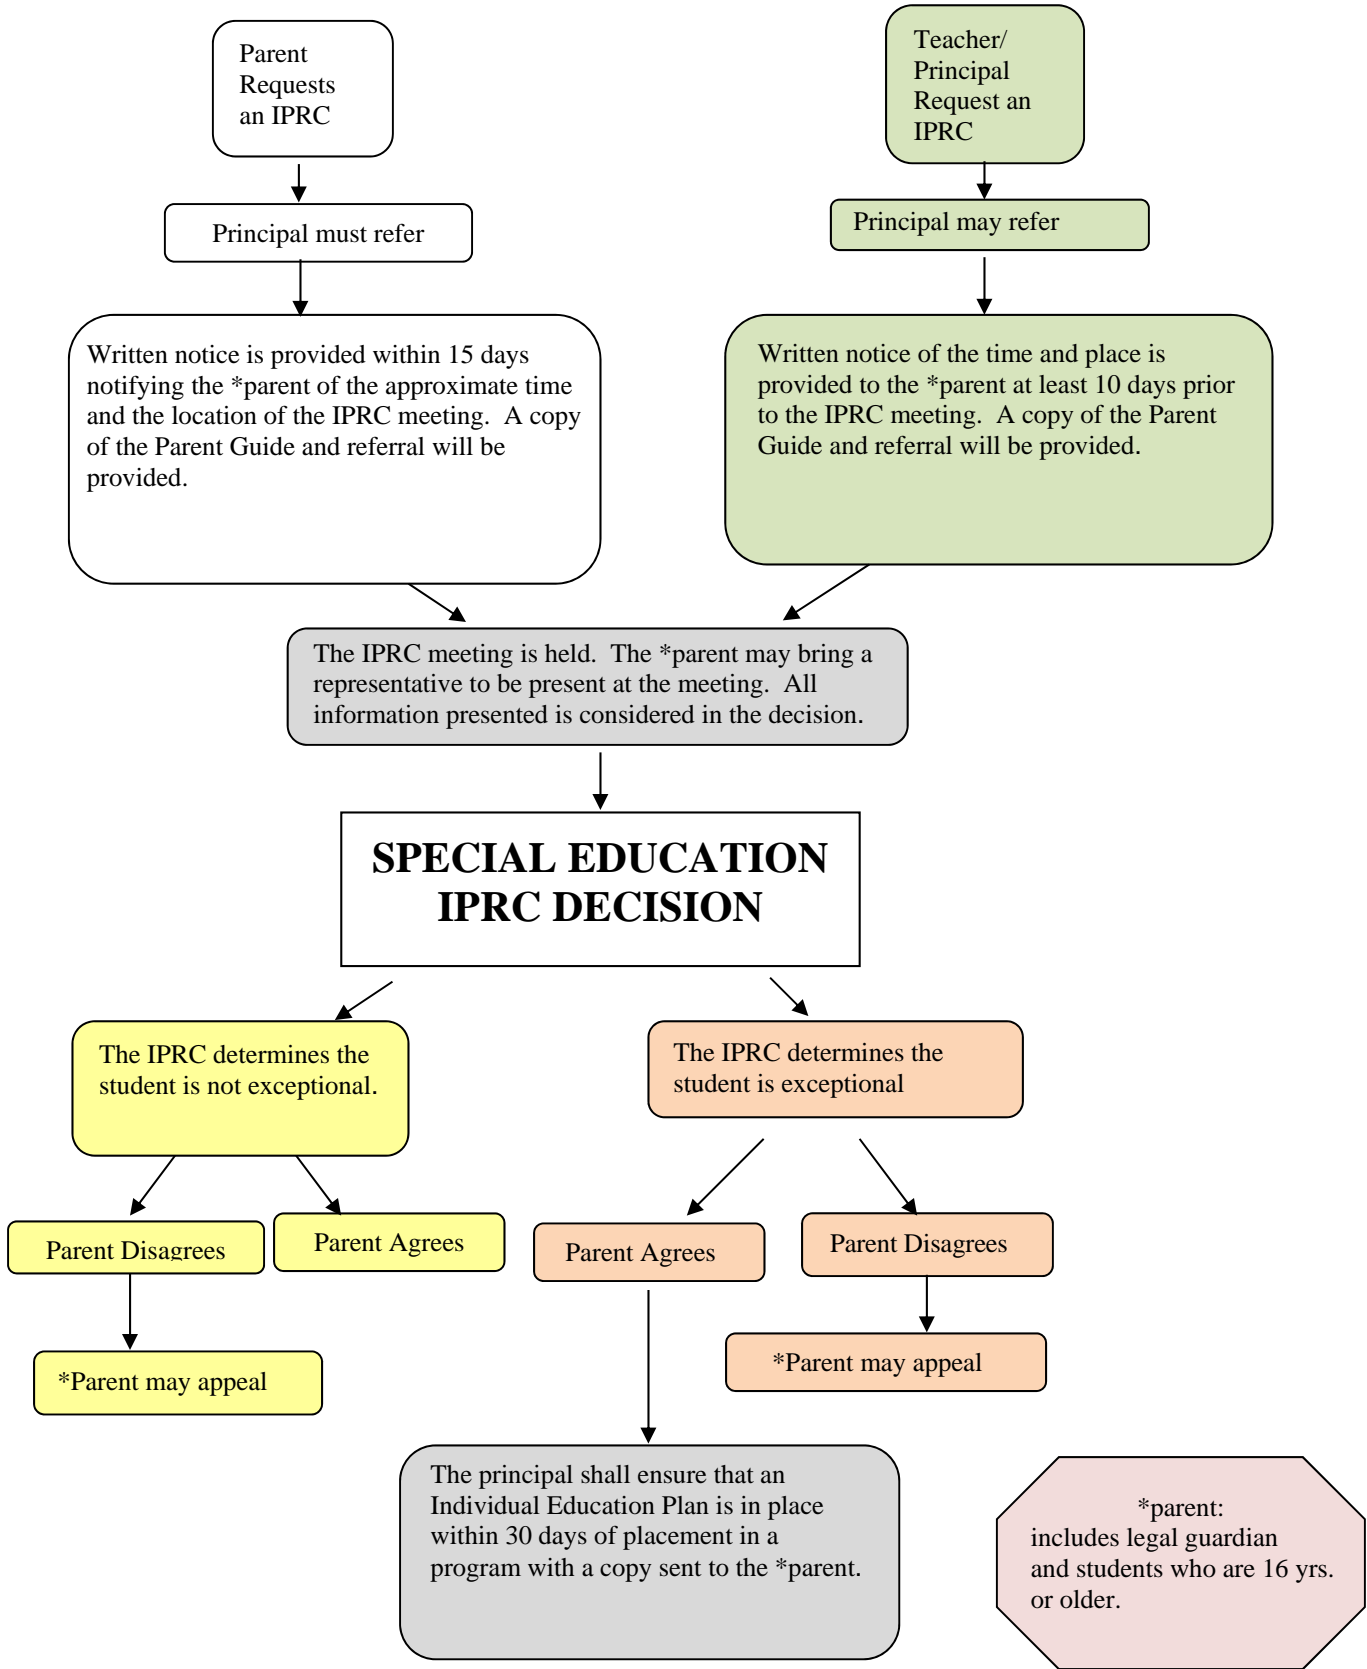 Parent
Requests
an IPRC
Teacher/
Principal
Request an
IPRC
Principal must refer
Principal may refer
Written notice is provided within 15 days
notifying the *parent of the approximate time
and the location of the IPRC meeting.  A copy
of the Parent Guide and referral will be
provided.
Written notice of the time and place is
provided to the *parent at least 10 days prior
to the IPRC meeting.  A copy of the Parent
Guide and referral will be provided.
The IPRC meeting is held.  The *parent may bring a
representative to be present at the meeting.  All
information presented is considered in the decision.
SPECIAL EDUCATION
IPRC DECISION
The IPRC determines the
student is not exceptional.
The IPRC determines the
student is exceptional
Parent Disagrees
Parent Agrees
Parent Agrees
Parent Disagrees
*Parent may appeal
*Parent may appeal
The principal shall ensure that an
Individual Education Plan is in place
within 30 days of placement in a
program with a copy sent to the *parent.
*parent:
includes legal guardian
and students who are 16 yrs.
or older.